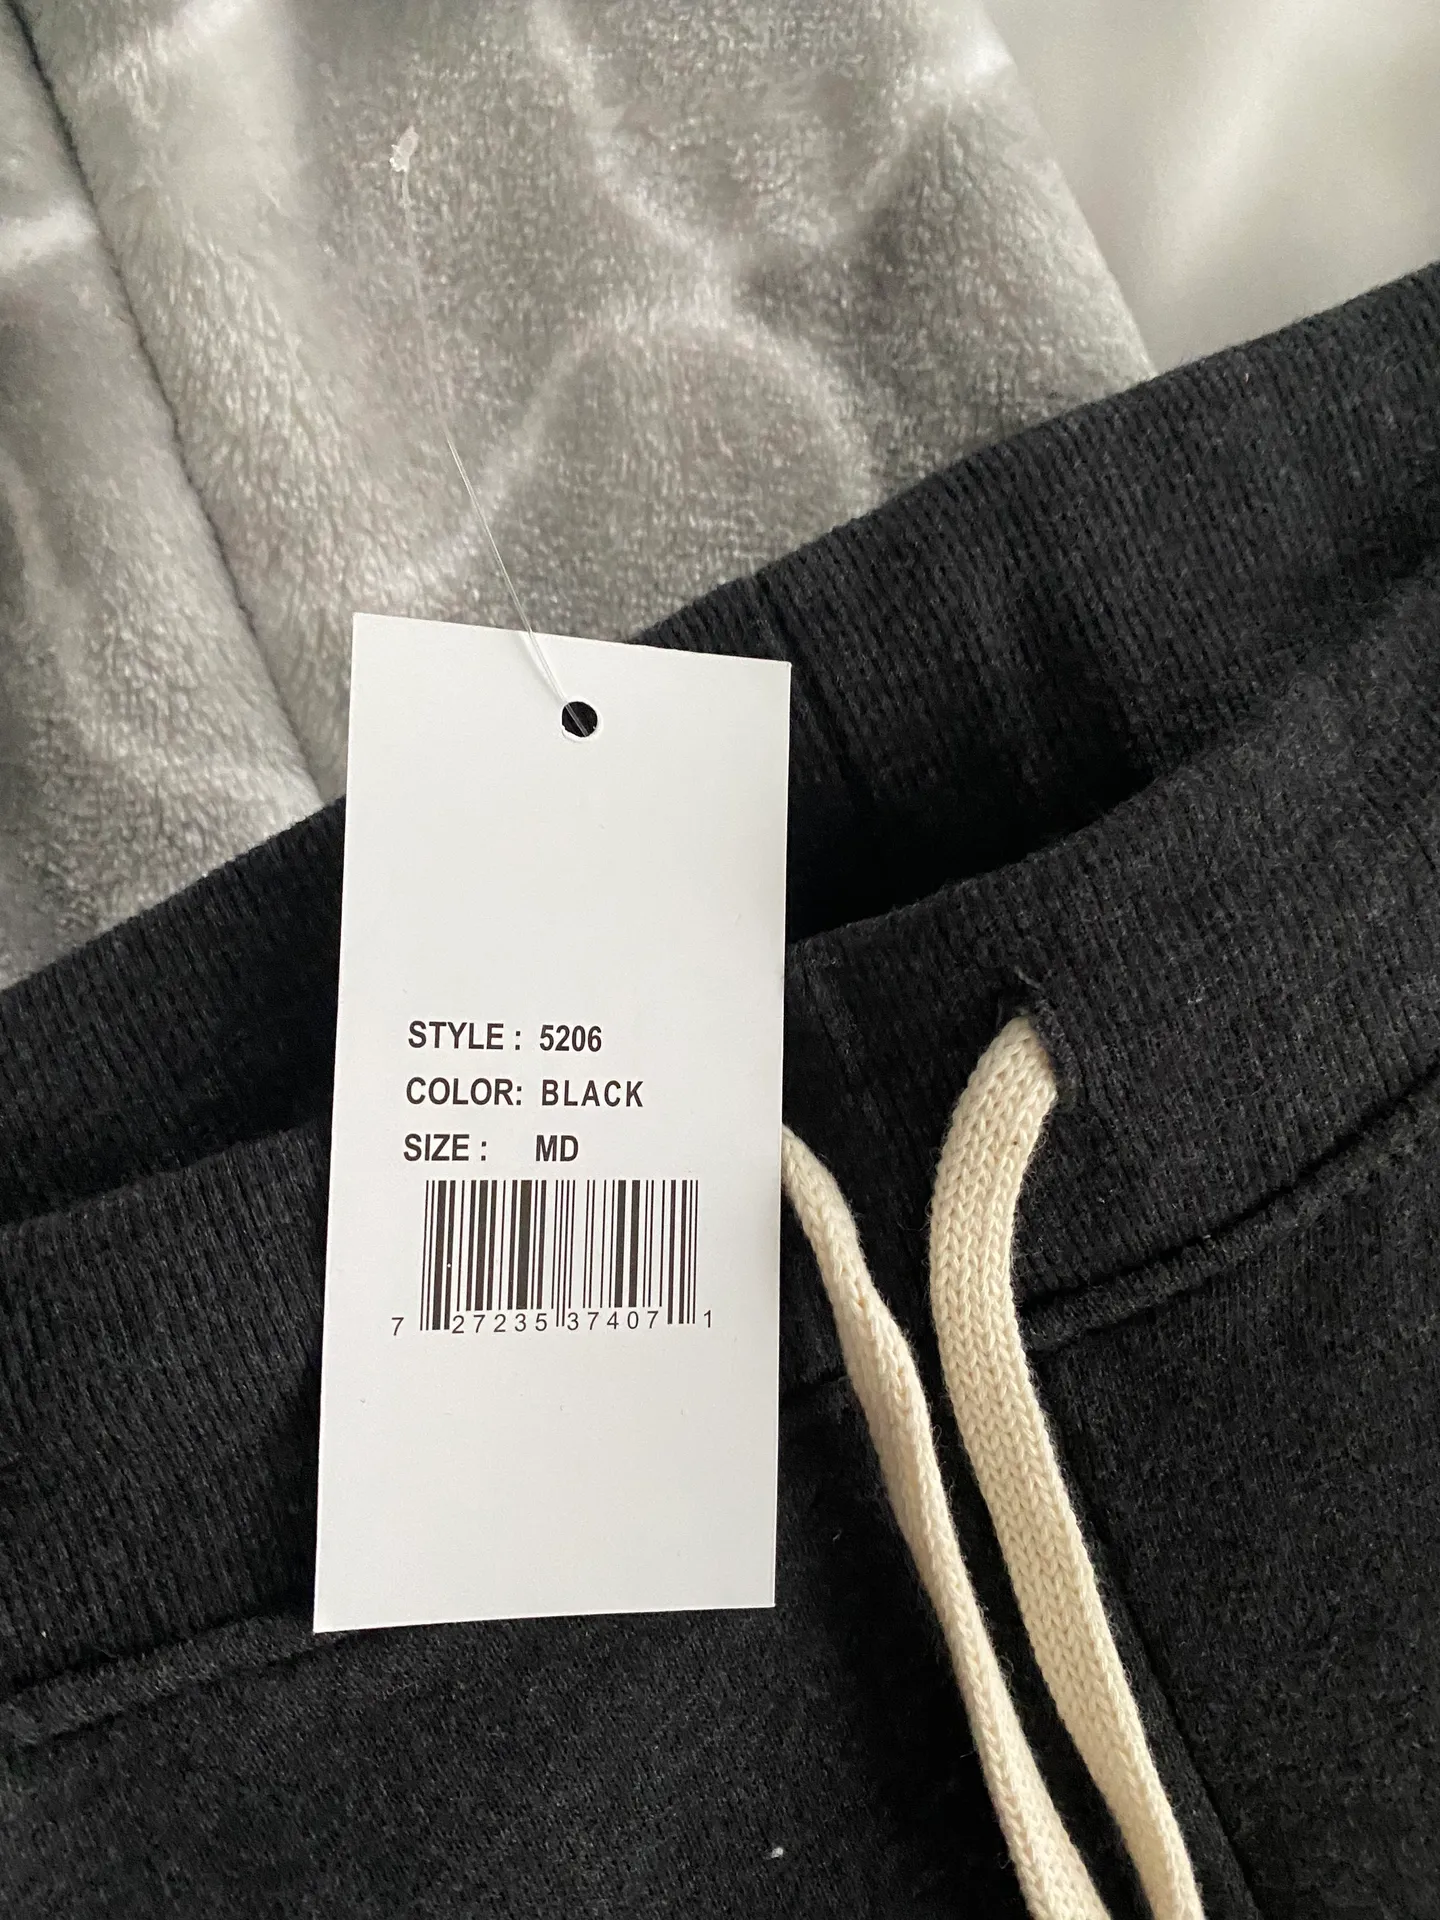 STYLE : 5206
COLOR: BLACK
SIZE : MD
7 27235 37407 1